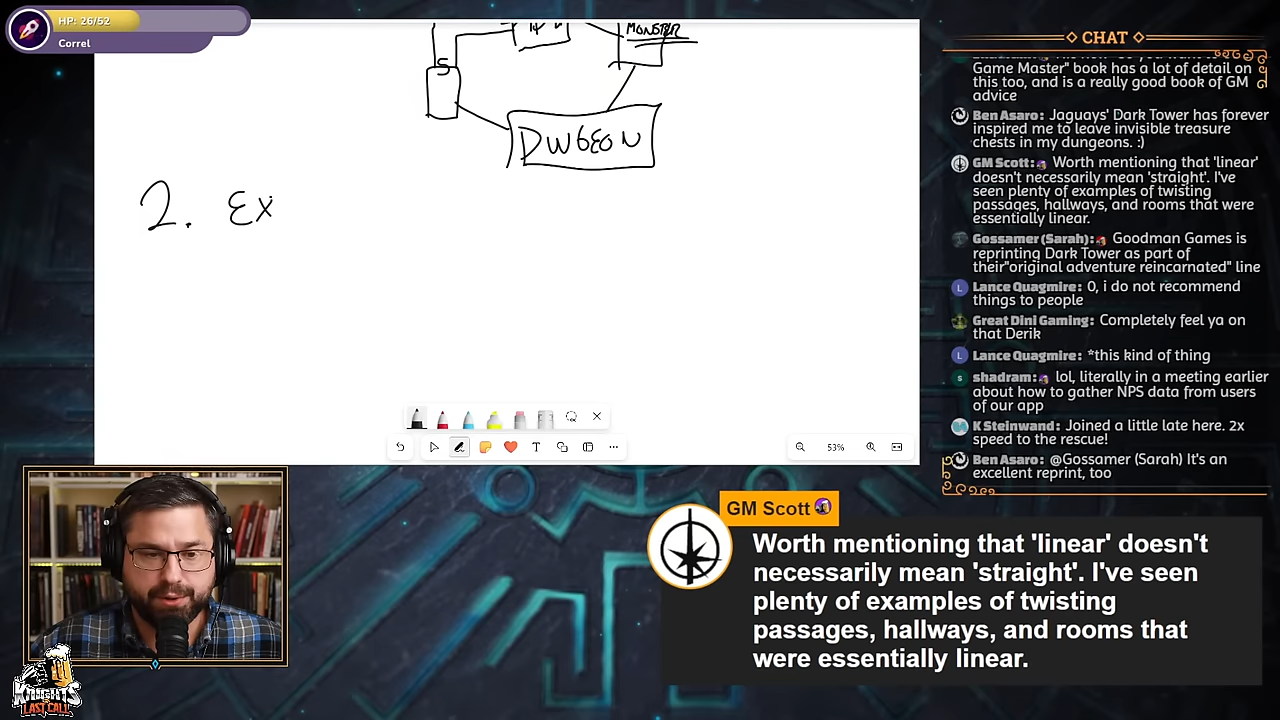 HP: 26/52
Correl
MONSTER
S
DWGEON
2. EX
53%
CHAT
Game Master" book has a lot of detail on
this too, and is a really good book of GM
advice
Ben Asaro: Jaguays' Dark Tower has forever
inspired me to leave invisible treasure
chests in my dungeons. :)
GM Scott: Worth mentioning that 'linear'
doesn't necessarily mean 'straight'. I've
seen plenty of examples of twisting
passages, hallways, and rooms that were
essentially linear.
Gossamer (Sarah): Goodman Games is
reprinting Dark Tower as part of
their"original adventure reincarnated" line
Lance Quagmire: 0, i do not recommend
things to people
Great Dini Gaming: Completely feel ya on
that Derik
L Lance Quagmire: *this kind of thing
s shadram: lol, literally in a meeting earlier
about how to gather NPS data from users
of our app
K Steinwand: Joined a little late here. 2x
speed to the rescue!
Ben Asaro: @Gossamer (Sarah) It's an
excellent reprint, too
GM Scott
Worth mentioning that 'linear' doesn't
necessarily mean 'straight'. I've seen
plenty of examples of twisting
passages, hallways, and rooms that
were essentially linear.
KNIGHTS
LAST CALL